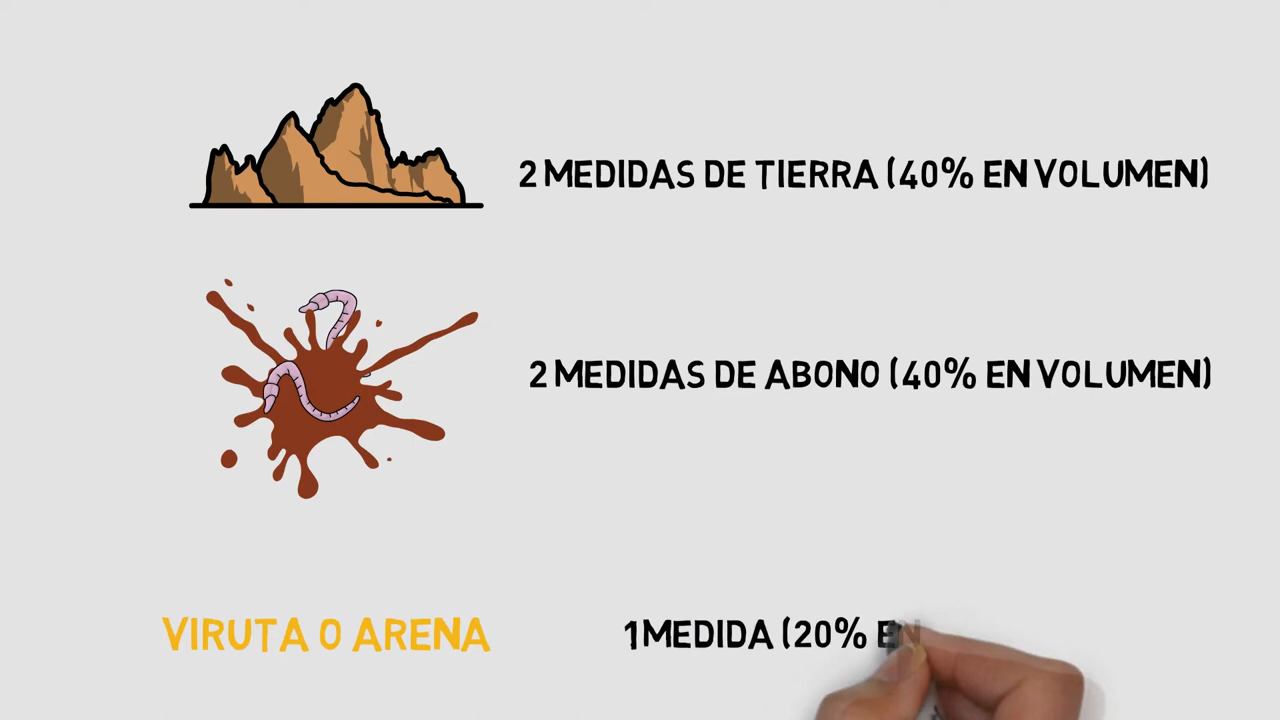 2 MEDIDAS DE TIERRA (40% EN VOLUMEN)
2 MEDIDAS DE ABONO (40% EN VOLUMEN)
VIRUTA O ARENA
1 MEDIDA (20% EN